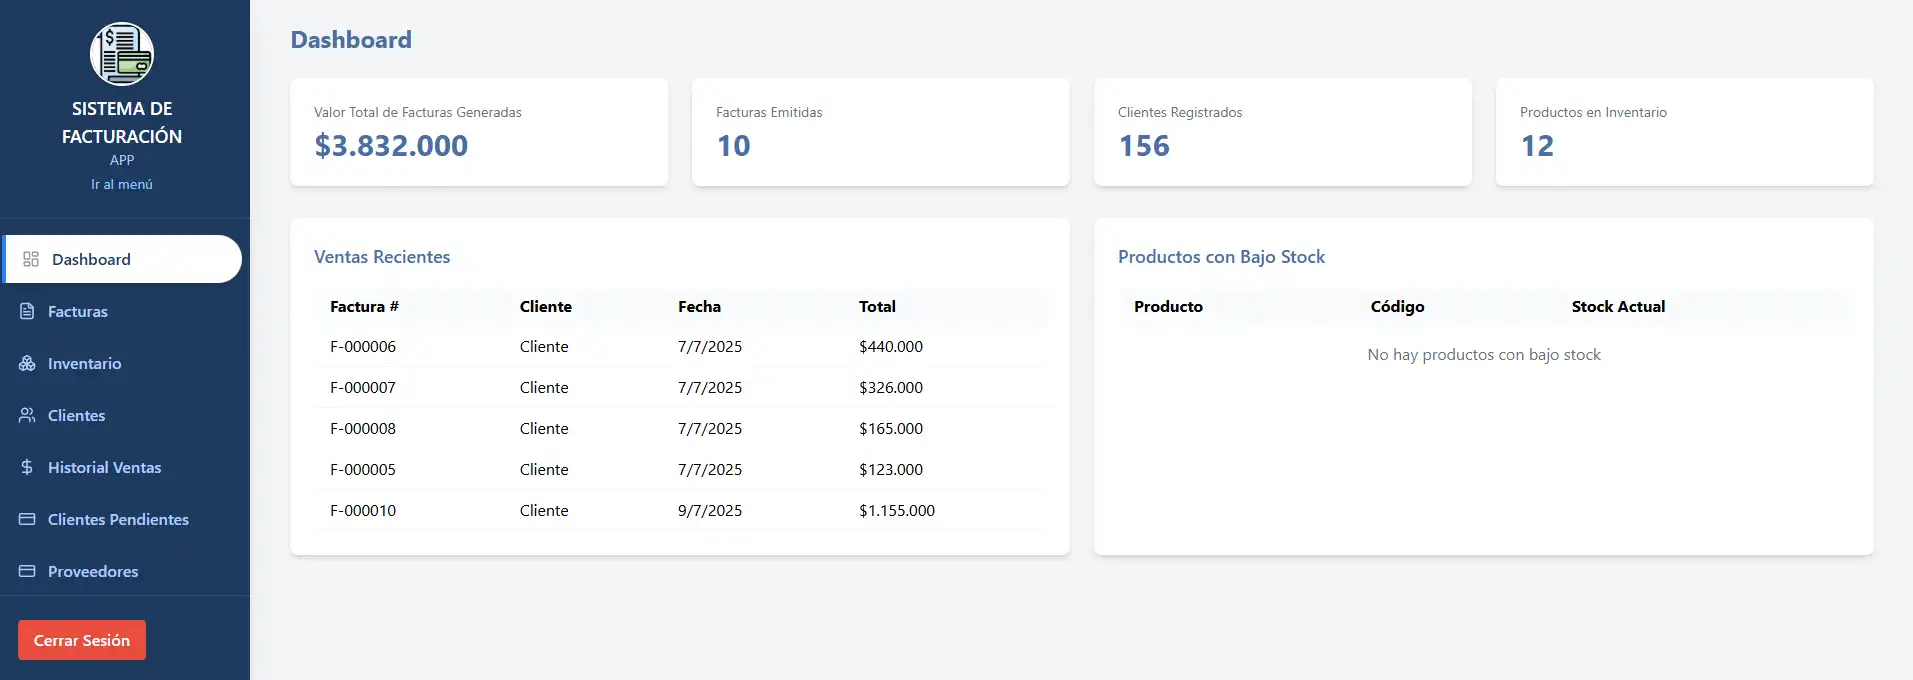 SISTEMA DE
FACTURACIÓN
APP
Ir al menú
Dashboard
Facturas
Inventario
Clientes
Historial Ventas
Clientes Pendientes
Proveedores
Cerrar Sesión
Dashboard
Valor Total de Facturas Generadas
$3.832.000
Facturas Emitidas
10
Clientes Registrados
156
Productos en Inventario
12
Ventas Recientes
Factura # Cliente Fecha Total
F-000006 Cliente 7/7/2025 $440.000
F-000007 Cliente 7/7/2025 $326.000
F-000008 Cliente 7/7/2025 $165.000
F-000005 Cliente 7/7/2025 $123.000
F-000010 Cliente 9/7/2025 $1.155.000
Productos con Bajo Stock
Producto Código Stock Actual
No hay productos con bajo stock